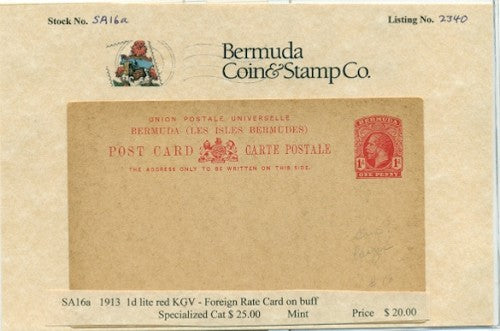 Stock No. SA16a Listing No. 2340
Bermuda
Coin&Stamp Co.
UNION POSTALE UNIVERSELLE
BERMUDA (LES ISLES BERMUDES)
POST CARD CARTE POSTALE
THE ADDRESS ONLY TO BE WRITTEN ON THIS SIDE.
BERMUDA
1D 1D
ONE PENNY
SA16a 1913 1d lite red KGV - Foreign Rate Card on buff
Specialized Cat $ 25.00 Mint Price $ 20.00